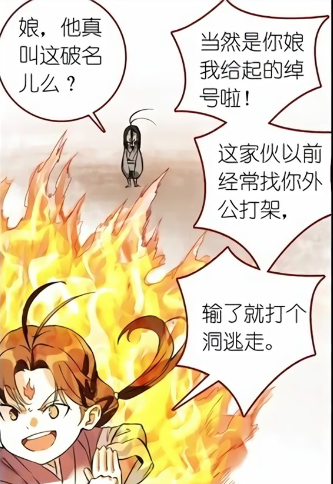 娘，他真
叫这破名
儿么？
当然是你娘
我给起的绰
号啦！
这家伙以前
经常找你外
公打架，
输了就打个
洞逃走。